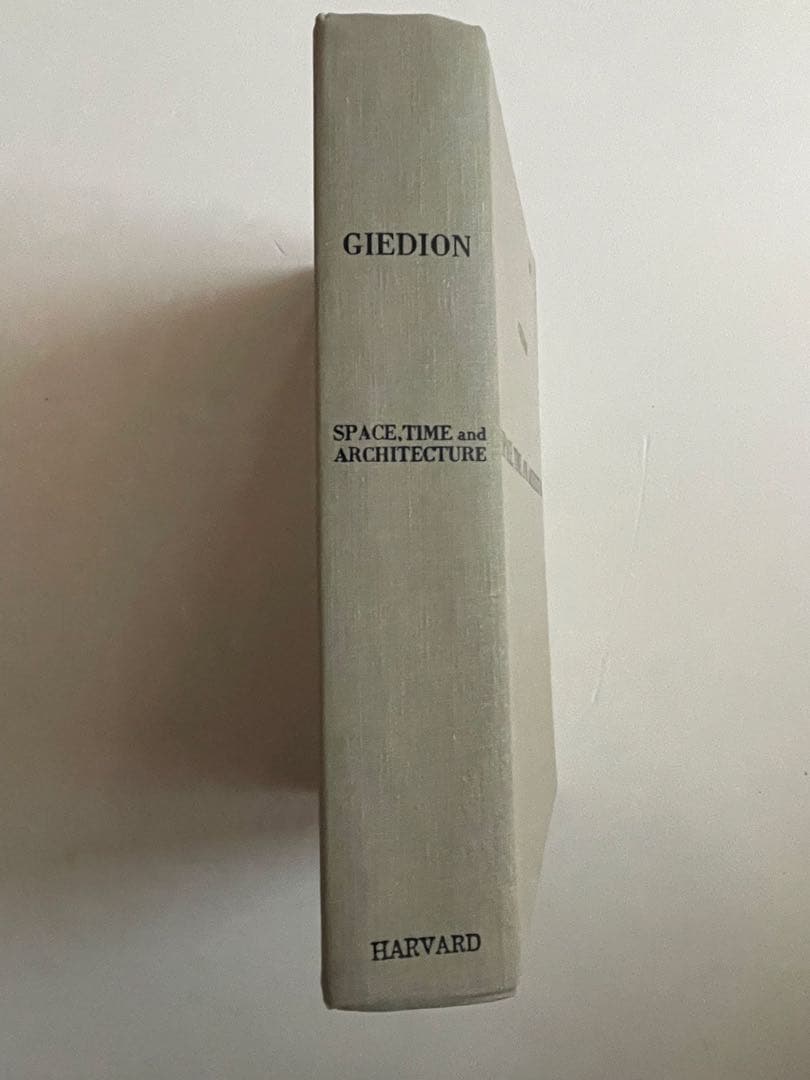 GIEDION
SPACE,TIME and
ARCHITECTURE
HARVARD